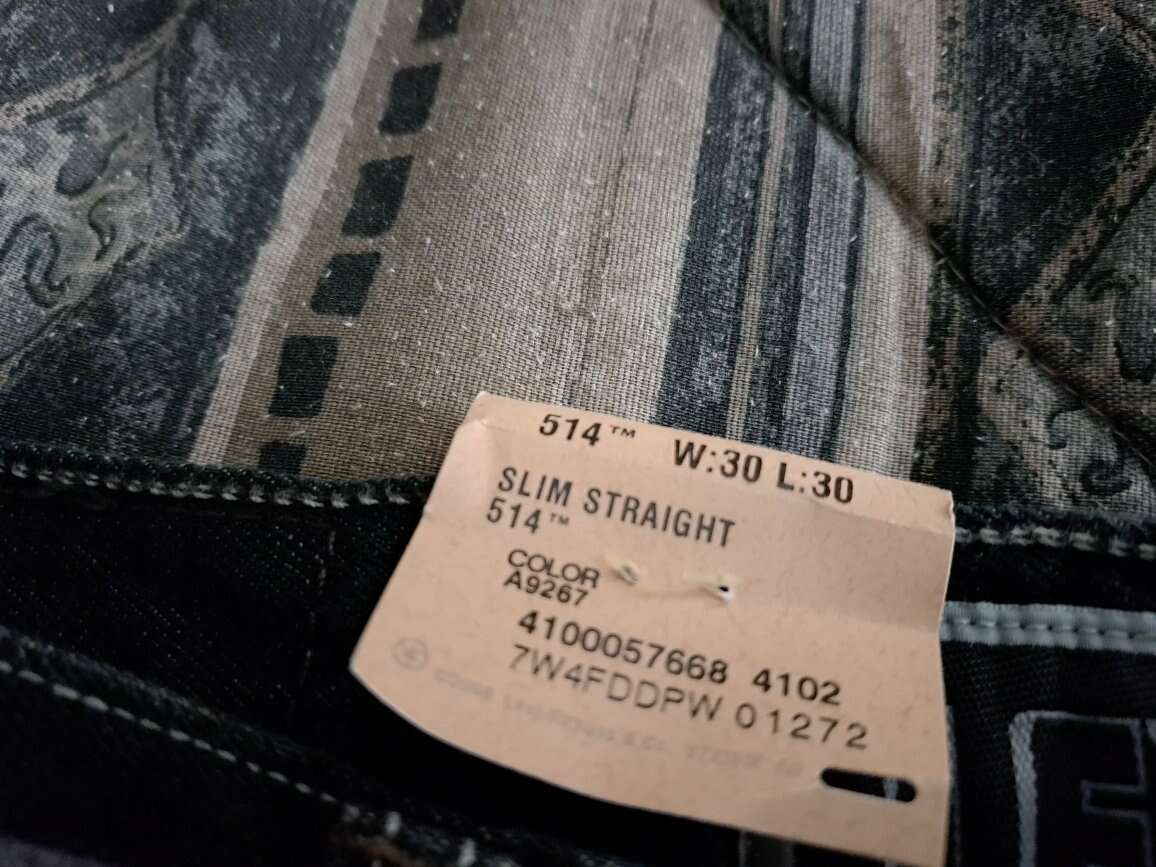 514™ W:30 L:30
SLIM STRAIGHT
514™
COLOR
A9267
4100057668 4102
7W4FDDPW 01272